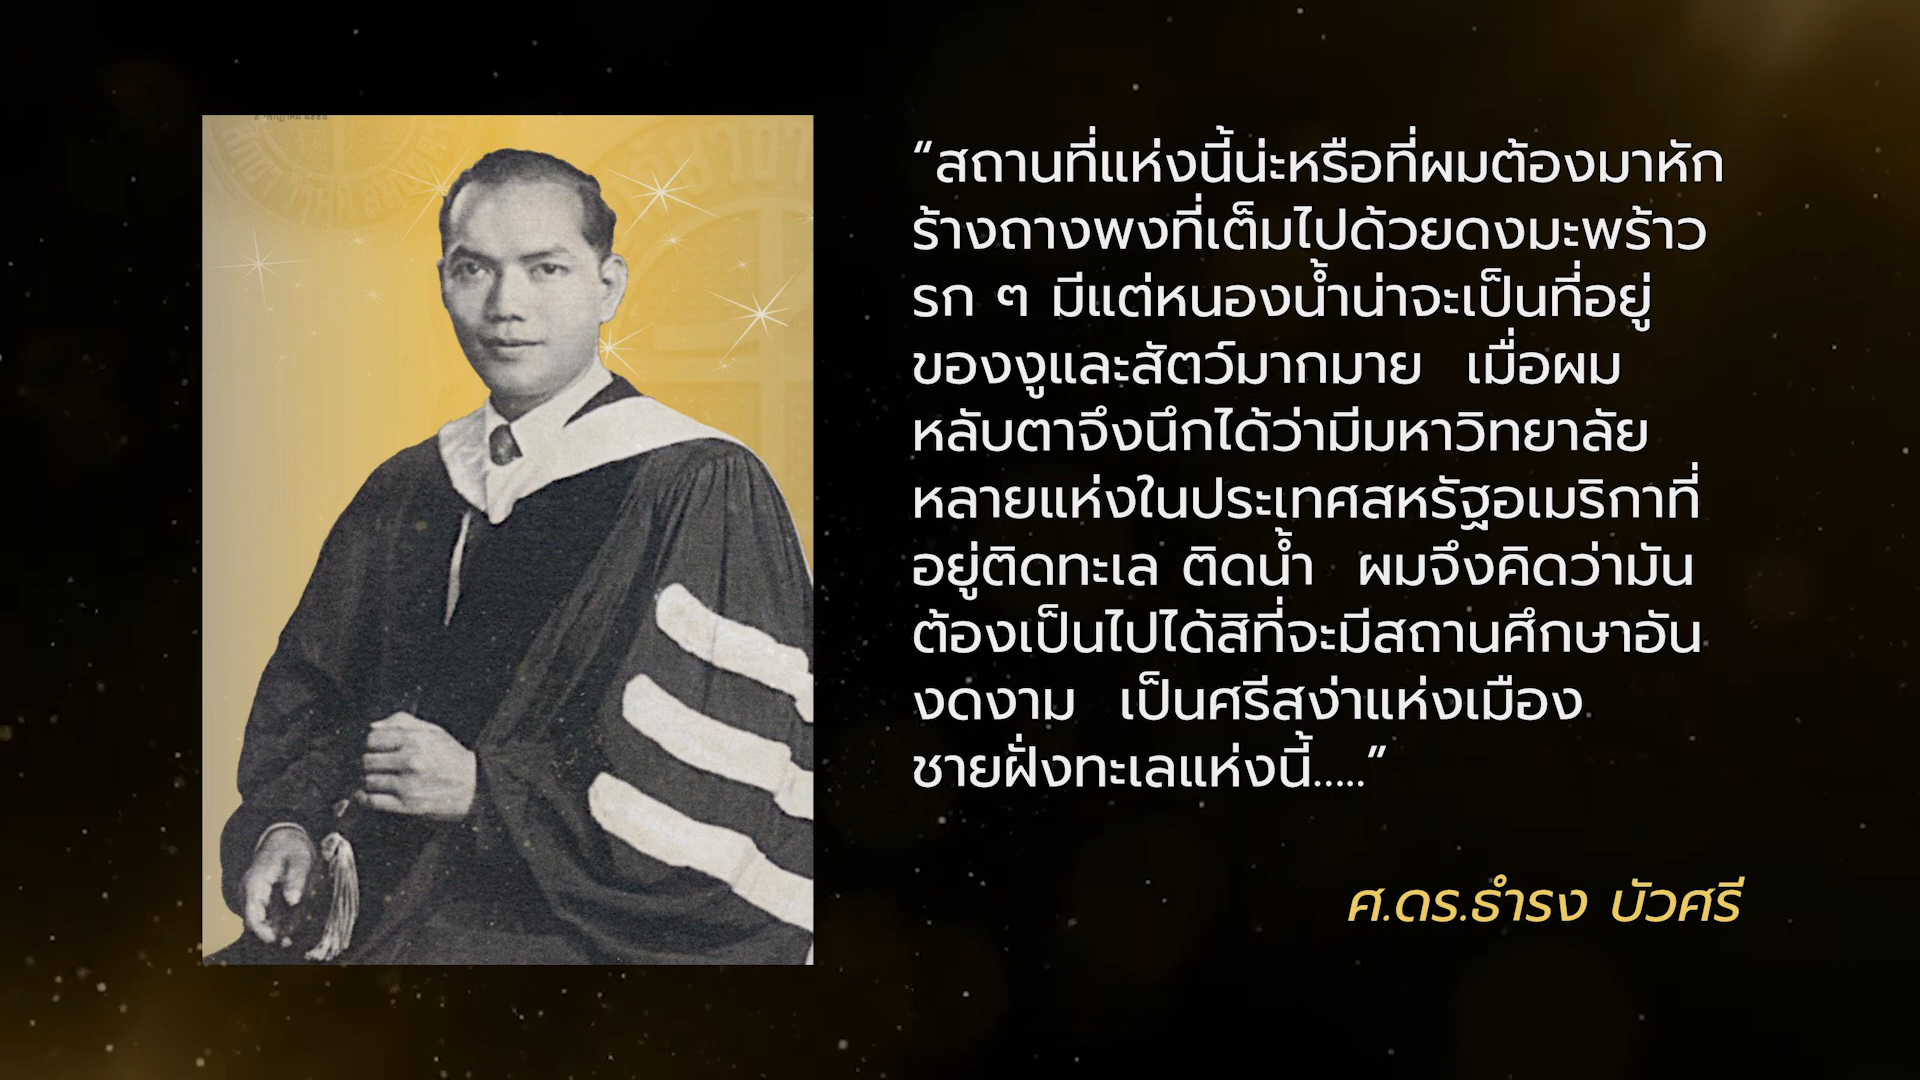 “สถานที่แห่งนี้น่ะหรือที่ผมต้องมาหัก
ร้างถางพงที่เต็มไปด้วยดงมะพร้าว
รก ๆ มีแต่หนองน้ำน่าจะเป็นที่อยู่
ของงูและสัตว์มากมาย เมื่อผม
หลับตาจึงนึกได้ว่ามีมหาวิทยาลัย
หลายแห่งในประเทศสหรัฐอเมริกาที่
อยู่ติดทะเล ติดน้ำ ผมจึงคิดว่ามัน
ต้องเป็นไปได้สิที่จะมีสถานศึกษาอัน
งดงาม เป็นศรีสง่าแห่งเมือง
ชายฝั่งทะเลแห่งนี้.....”
ศ.ดร.ธำรง บัวศรี